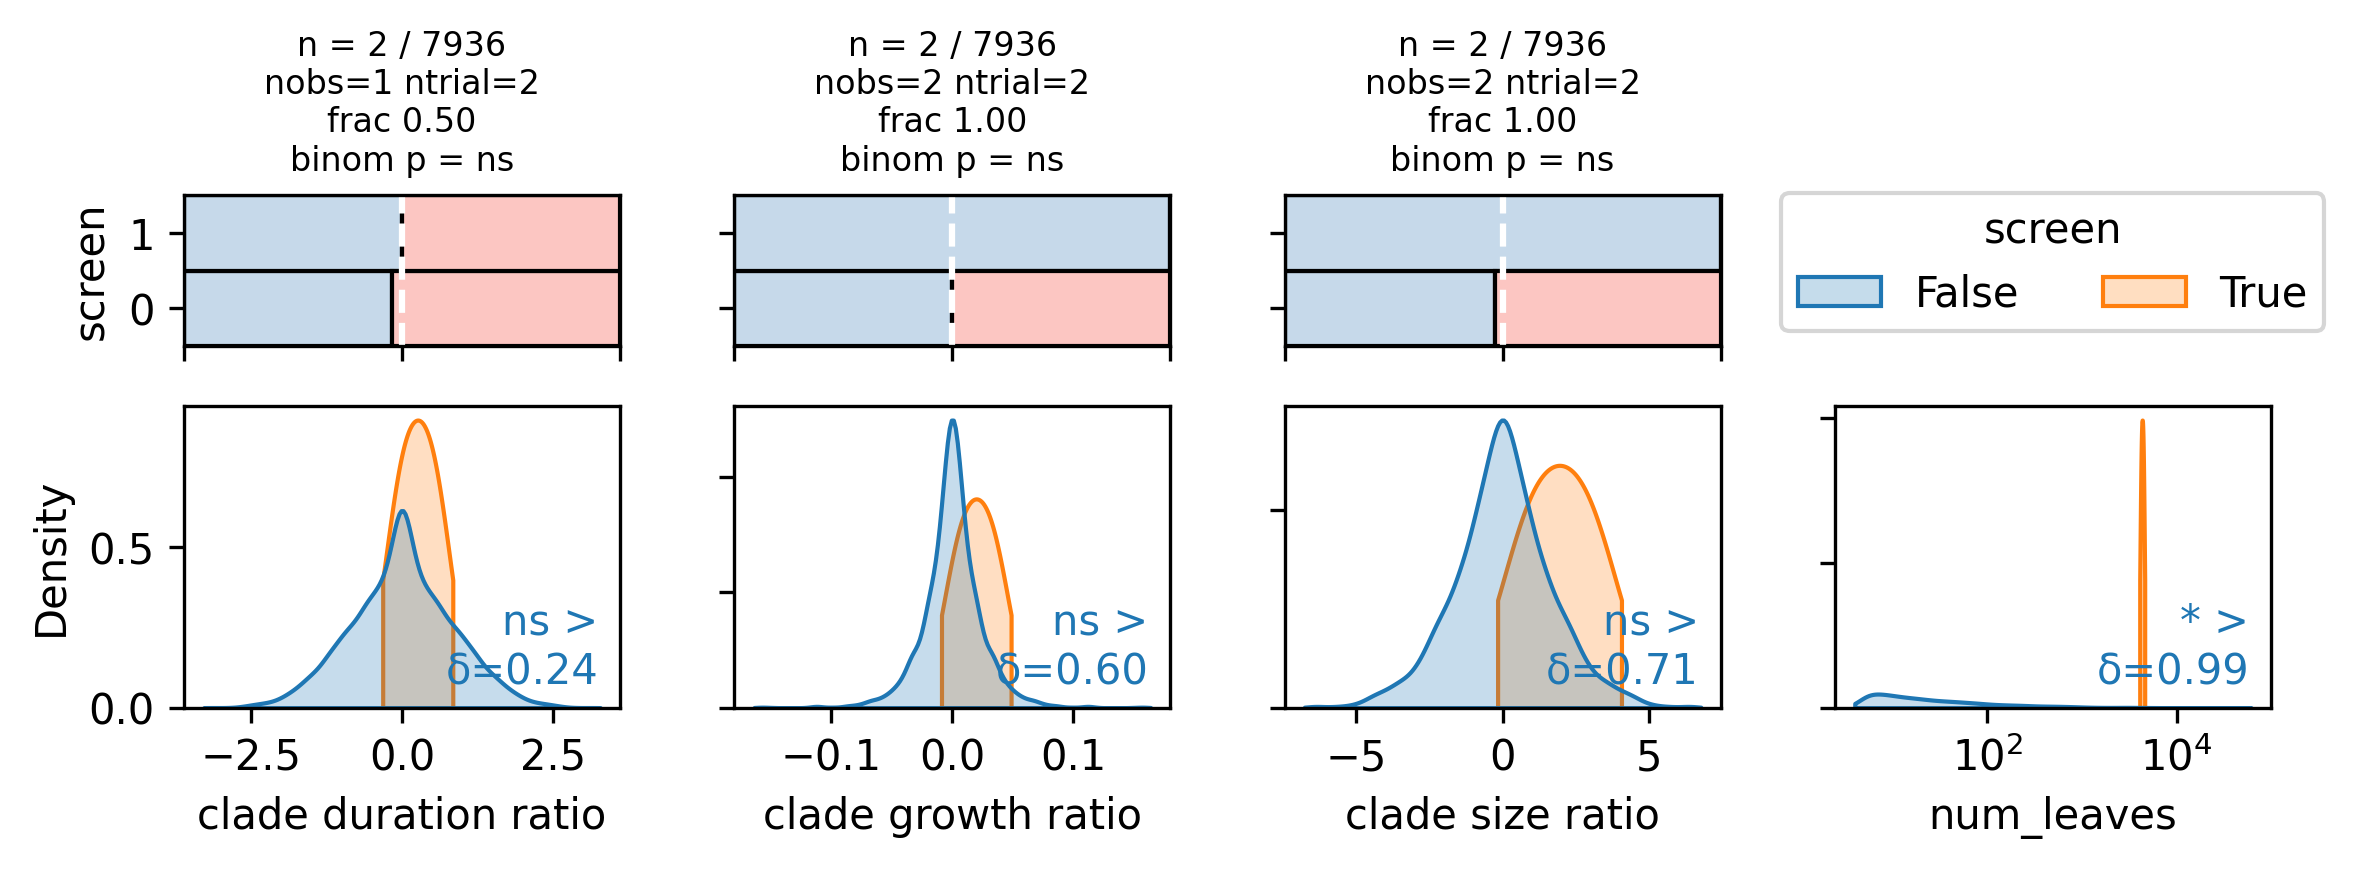 n = 2 / 7936
nobs=1 ntrial=2
frac 0.50
binom p = ns
n = 2 / 7936
nobs=2 ntrial=2
frac 1.00
binom p = ns
n = 2 / 7936
nobs=2 ntrial=2
frac 1.00
binom p = ns
screen
1
0
screen
False
True
Density
0.5
0.0
ns >
δ=0.24
−2.5
0.0
2.5
clade duration ratio
ns >
δ=0.60
−0.1
0.0
0.1
clade growth ratio
ns >
δ=0.71
−5
0
5
clade size ratio
* >
δ=0.99
10²
10⁴
num_leaves